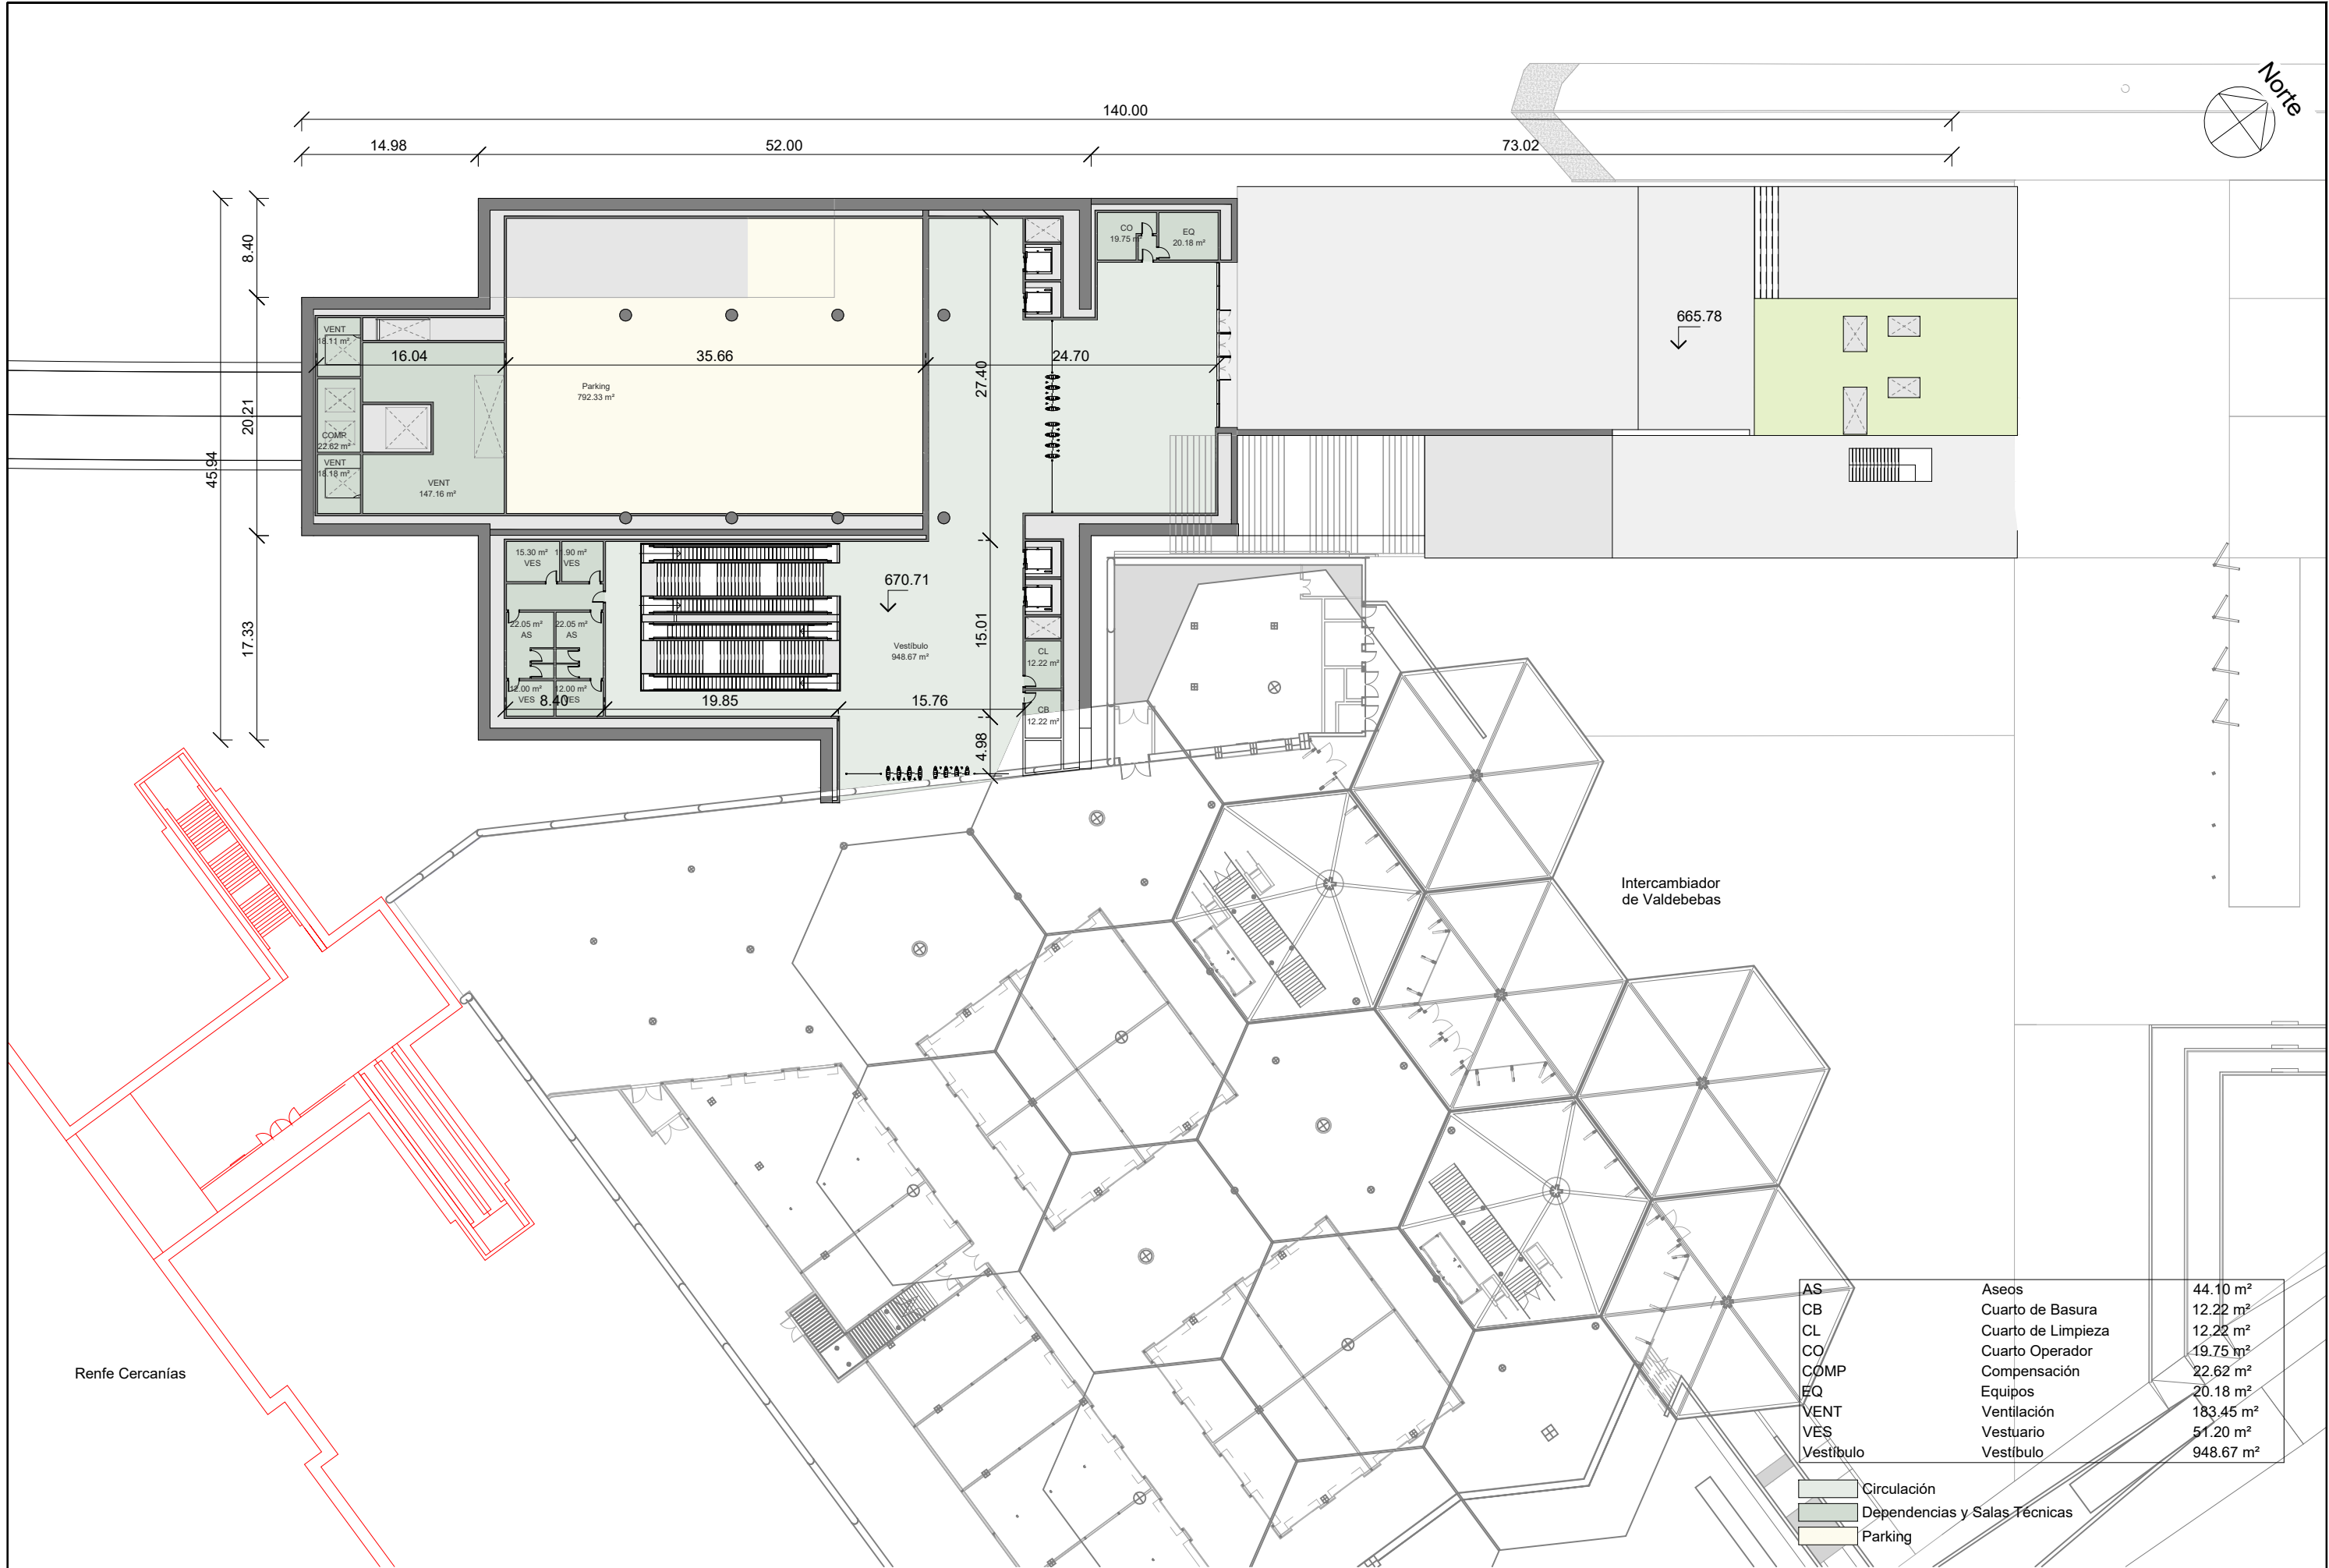 Norte
140.00
14.98
52.00
73.02
8.40
20.21
45.94
17.33
CO
19.75 m²
EQ
20.18 m²
665.78
VENT
18.11 m²
16.04
35.66
24.70
27.40
Parking
792.33 m²
COMP
22.62 m²
VENT
18.18 m²
VENT
147.16 m²
15.30 m²
VES
11.90 m²
VES
670.71
22.05 m²
AS
22.05 m²
AS
15.01
Vestíbulo
948.67 m²
CL
12.22 m²
12.00 m²
VES
12.00 m²
VES
8.40
19.85
15.76
CB
12.22 m²
4.98
Intercambiador
de Valdebebas
Renfe Cercanías
AS Aseos 44.10 m²
CB Cuarto de Basura 12.22 m²
CL Cuarto de Limpieza 12.22 m²
CO Cuarto Operador 19.75 m²
COMP Compensación 22.62 m²
EQ Equipos 20.18 m²
VENT Ventilación 183.45 m²
VES Vestuario 51.20 m²
Vestíbulo Vestíbulo 948.67 m²
Circulación
Dependencias y Salas Técnicas
Parking